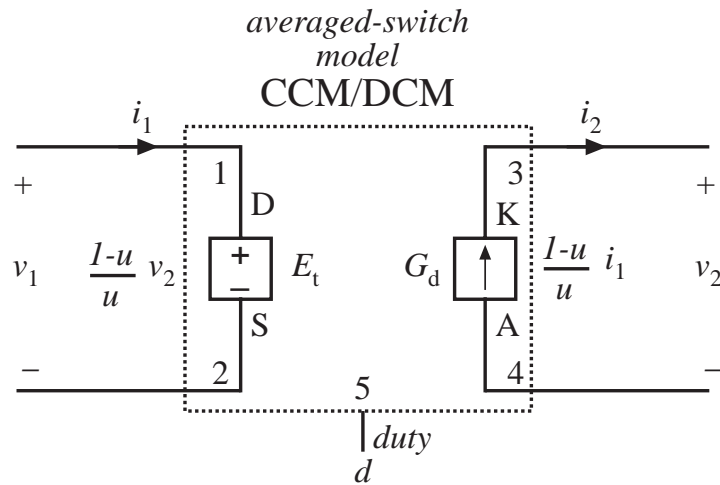 averaged-switch
model
CCM/DCM
i1
i2
1
3
+
D
K
+
v1
1-u
u
v2
+
−
Et
Gd
1-u
u
i1
v2
S
A
−
2
5
4
−
duty
d